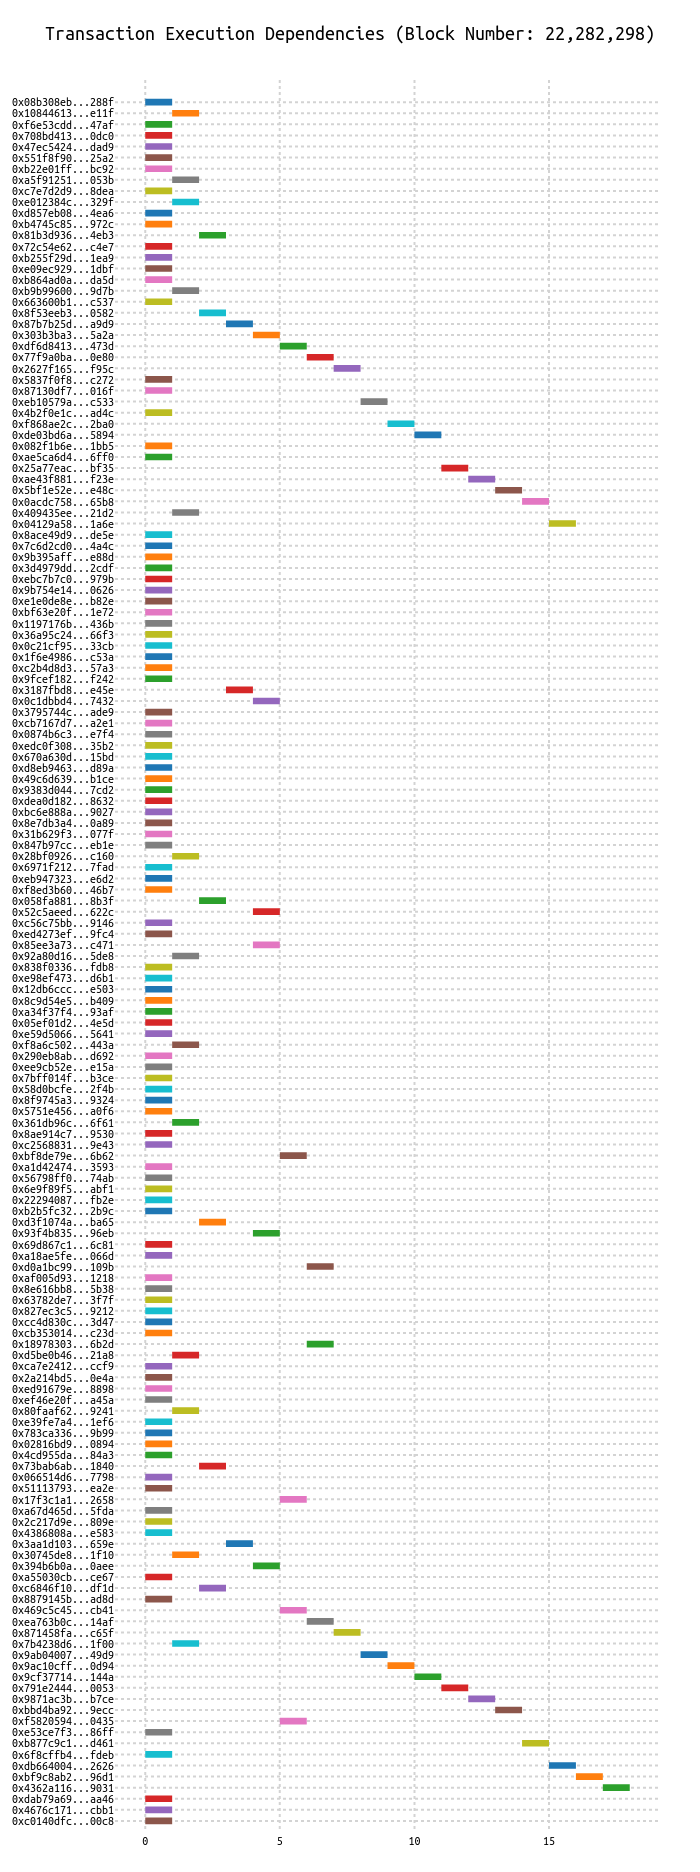 Transaction Execution Dependencies (Block Number: 22,282,298)
0x08b308eb...288f
0x10844613...e11f
0xf6e53cdd...47af
0x708bd413...0dc0
0x47ec5424...dad9
0x551f8f90...25a2
0xb22e01ff...bc92
0xa5f91251...053b
0xc7e7d2d9...8dea
0xe012384c...329f
0xd857eb08...4ea6
0xb4745c85...972c
0x81b3d936...4eb3
0x72c54e62...c4e7
0xb255f29d...1ea9
0xe09ec929...1dbf
0xb864ad0a...da5d
0xb9b99600...9d7b
0x663600b1...c537
0x8f53eeb3...0582
0x87b7b25d...a9d9
0x303b3ba3...5a2a
0xdf6d8413...473d
0x77f9a0ba...0e80
0x2627f165...f95c
0x5837f0f8...c272
0x87130df7...016f
0xeb10579a...c533
0x4b2f0e1c...ad4c
0xf868ae2c...2ba0
0xde03bd6a...5894
0x082f1b6e...1bb5
0xae5ca6d4...6ff0
0x25a77eac...bf35
0xae43f881...f23e
0x5bf1e52e...e48c
0x0acdc758...65b8
0x409435ee...21d2
0x04129a58...1a6e
0x8ace49d9...de5e
0x7c6d2cd0...4a4c
0x9b395aff...e88d
0x3d4979dd...2cdf
0xebc7b7c0...979b
0x9b754e14...0626
0xe1e0de8e...b82e
0xbf63e20f...1e72
0x1197176b...436b
0x36a95c24...66f3
0x0c21cf95...33cb
0x1f6e4986...c53a
0xc2b4d8d3...57a3
0x9fcef182...f242
0x3187fbd8...e45e
0x0c1dbbd4...7432
0x3795744c...ade9
0xcb7167d7...a2e1
0x0874b6c3...e7f4
0xedc0f308...35b2
0x670a630d...15bd
0xd8eb9463...d89a
0x49c6d639...b1ce
0x9383d044...7cd2
0xdea0d182...8632
0xbc6e888a...9027
0x8e7db3a4...0a89
0x31b629f3...077f
0x847b97cc...eb1e
0x28bf0926...c160
0x6971f212...7fad
0xeb947323...e6d2
0xf8ed3b60...46b7
0x058fa881...8b3f
0x52c5aeed...622c
0xc56c75bb...9146
0xed4273ef...9fc4
0x85ee3a73...c471
0x92a80d16...5de8
0x838f0336...fdb8
0xe98ef473...d6b1
0x12db6ccc...e503
0x8c9d54e5...b409
0xa34f37f4...93af
0x05ef01d2...4e5d
0xe59d5066...5641
0xf8a6c502...443a
0x290eb8ab...d692
0xee9cb52e...e15a
0x7bff014f...b3ce
0x58d0bcfe...2f4b
0x8f9745a3...9324
0x5751e456...a0f6
0x361db96c...6f61
0x8ae914c7...9530
0xc2568831...9e43
0xbf8de79e...6b62
0xa1d42474...3593
0x56798ff0...74ab
0x6e9f89f5...abf1
0x22294087...fb2e
0xb2b5fc32...2b9c
0xd3f1074a...ba65
0x93f4b835...96eb
0x69d867c1...6c81
0xa18ae5fe...066d
0xd0a1bc99...109b
0xaf005d93...1218
0x8e616bb8...5b38
0x63782de7...3f7f
0x827ec3c5...9212
0xcc4d830c...3d47
0xcb353014...c23d
0x18978303...6b2d
0xd5be0b46...21a8
0xca7e2412...ccf9
0x2a214bd5...0e4a
0xed91679e...8898
0xef46e20f...a45a
0x80faaf62...9241
0xe39fe7a4...1ef6
0x783ca336...9b99
0x02816bd9...0894
0x4cd955da...84a3
0x73bab6ab...1840
0x066514d6...7798
0x51113793...ea2e
0x17f3c1a1...2658
0xa67d465d...5fda
0x2c217d9e...809e
0x4386808a...e583
0x3aa1d103...659e
0x30745de8...1f10
0x394b6b0a...0aee
0xa55030cb...ce67
0xc6846f10...df1d
0x8879145b...ad8d
0x469c5c45...cb41
0xea763b0c...14af
0x871458fa...c65f
0x7b4238d6...1f00
0x9ab04007...49d9
0x9ac10cff...0d94
0x9cf37714...144a
0x791e2444...0053
0x9871ac3b...b7ce
0xbbd4ba92...9ecc
0xf5820594...0435
0xe53ce7f3...86ff
0xb877c9c1...d461
0x6f8cffb4...fdeb
0xdb664004...2626
0xbf9c8ab2...96d1
0x4362a116...9031
0xdab79a69...aa46
0x4676c171...cbb1
0xc0140dfc...00c8
0 5 10 15